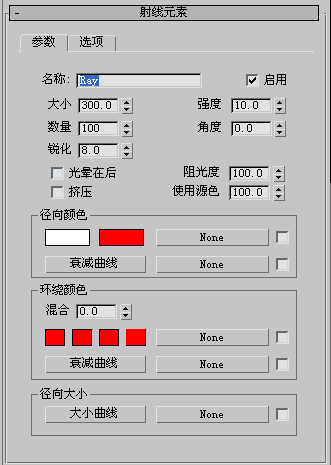 - 射线元素
参数 选项
名称: Ray 启用
大小 300.0 强度 10.0
数量 100 角度 0.0
锐化 8.0
光晕在后 阻光度 100.0
挤压 使用源色 100.0
径向颜色
None
衰减曲线 None
环绕颜色
混合 0.0
None
衰减曲线 None
径向大小
大小曲线 None